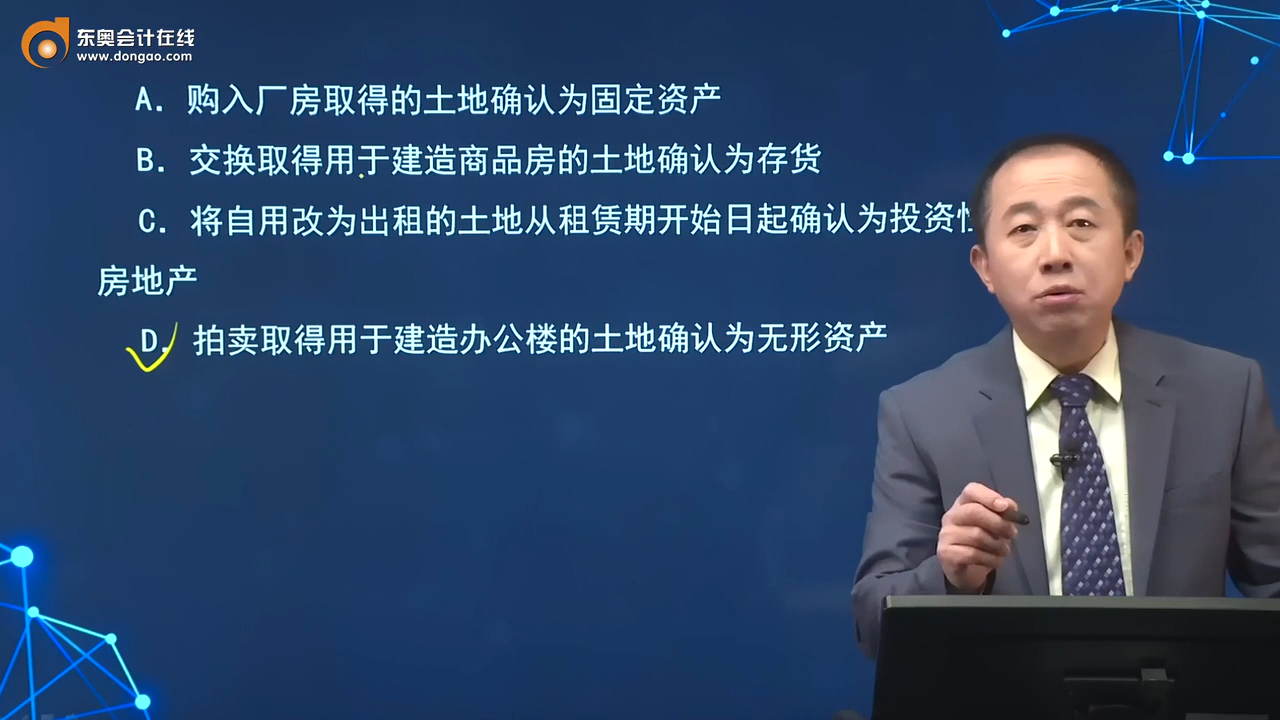 东奥会计在线
www.dongao.com
A. 购入厂房取得的土地确认为固定资产
B. 交换取得用于建造商品房的土地确认为存货
C. 将自用改为出租的土地从租赁期开始日起确认为投资性
房地产
D. 拍卖取得用于建造办公楼的土地确认为无形资产